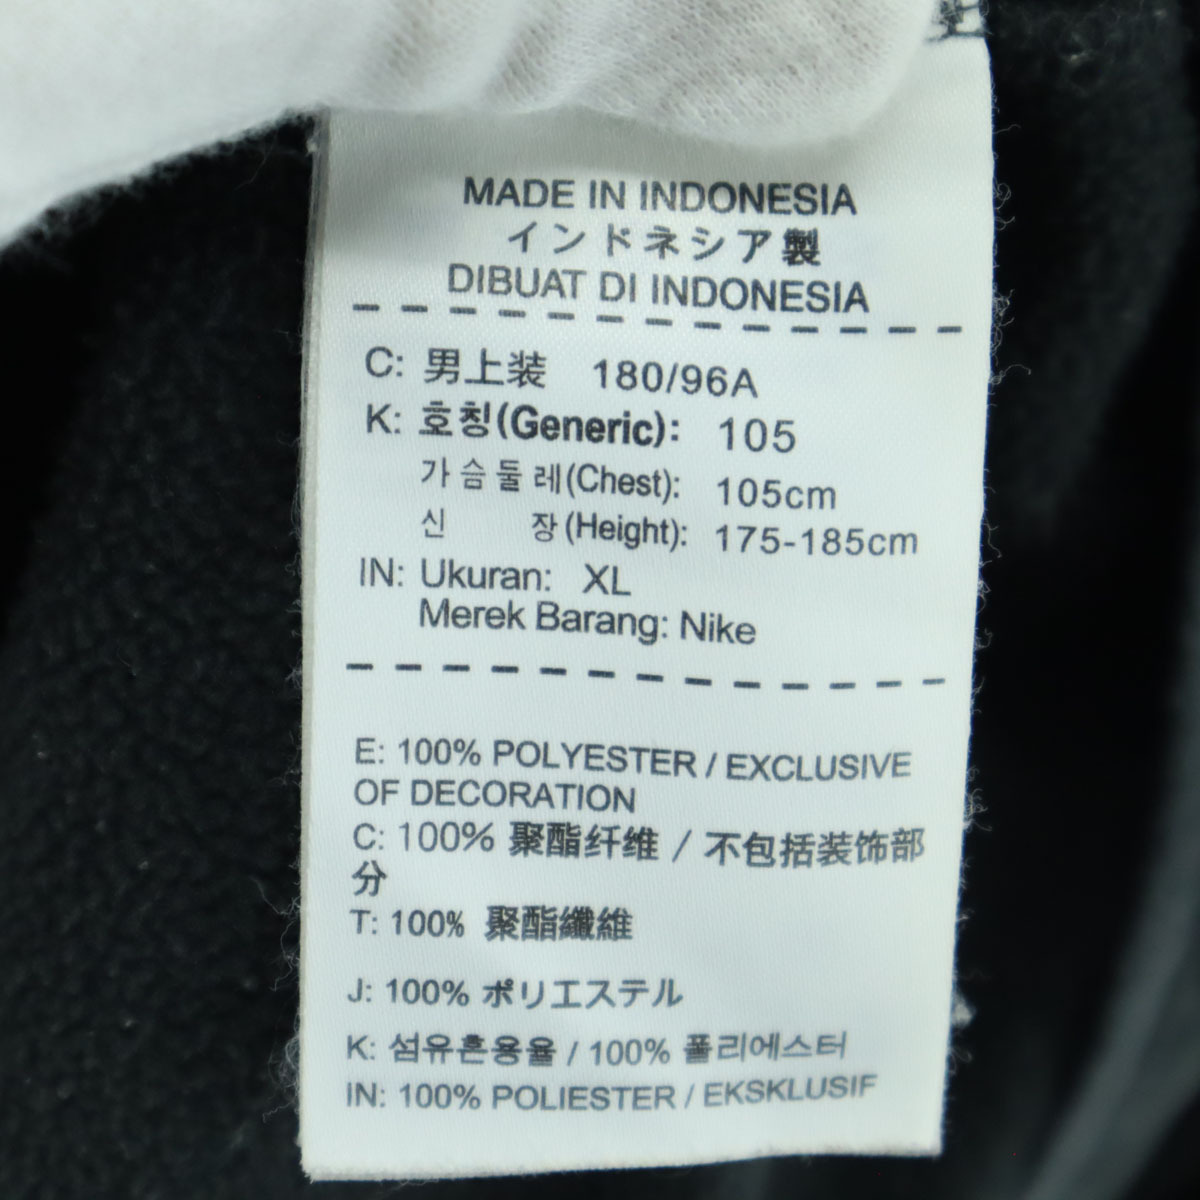 MADE IN INDONESIA
インドネシア製
DIBUAT DI INDONESIA
C: 男上装 180/96A
K: 호칭(Generic): 105
가슴둘레(Chest): 105cm
신 장(Height): 175-185cm
IN: Ukuran: XL
Merek Barang: Nike
E: 100% POLYESTER / EXCLUSIVE
OF DECORATION
C: 100% 聚酯纤维 / 不包括装饰部
分
T: 100% 聚酯纖維
J: 100% ポリエステル
K: 섬유혼용율 / 100% 폴리에스터
IN: 100% POLIESTER / EKSKLUSIF